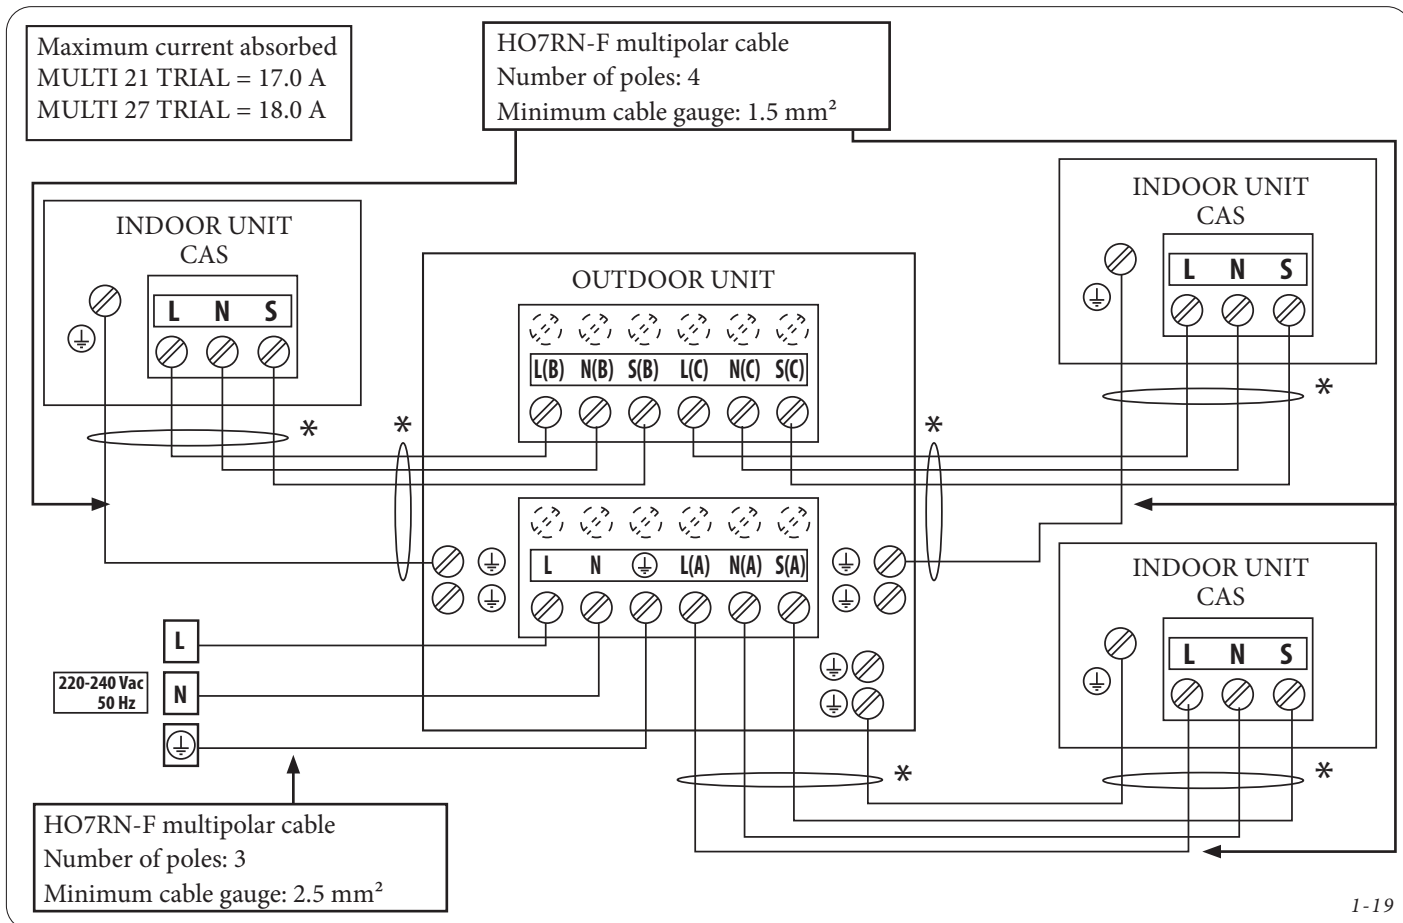 Maximum current absorbed
MULTI 21 TRIAL = 17.0 A
MULTI 27 TRIAL = 18.0 A
HO7RN-F multipolar cable
Number of poles: 4
Minimum cable gauge: 1.5 mm²
INDOOR UNIT
CAS
L N S
*
OUTDOOR UNIT
L(B) N(B) S(B) L(C) N(C) S(C)
*
*
INDOOR UNIT
CAS
L N S
*
L N L(A) N(A) S(A)
INDOOR UNIT
CAS
L N S
*
L
220-240 Vac
50 Hz
N
*
HO7RN-F multipolar cable
Number of poles: 3
Minimum cable gauge: 2.5 mm²
1-19